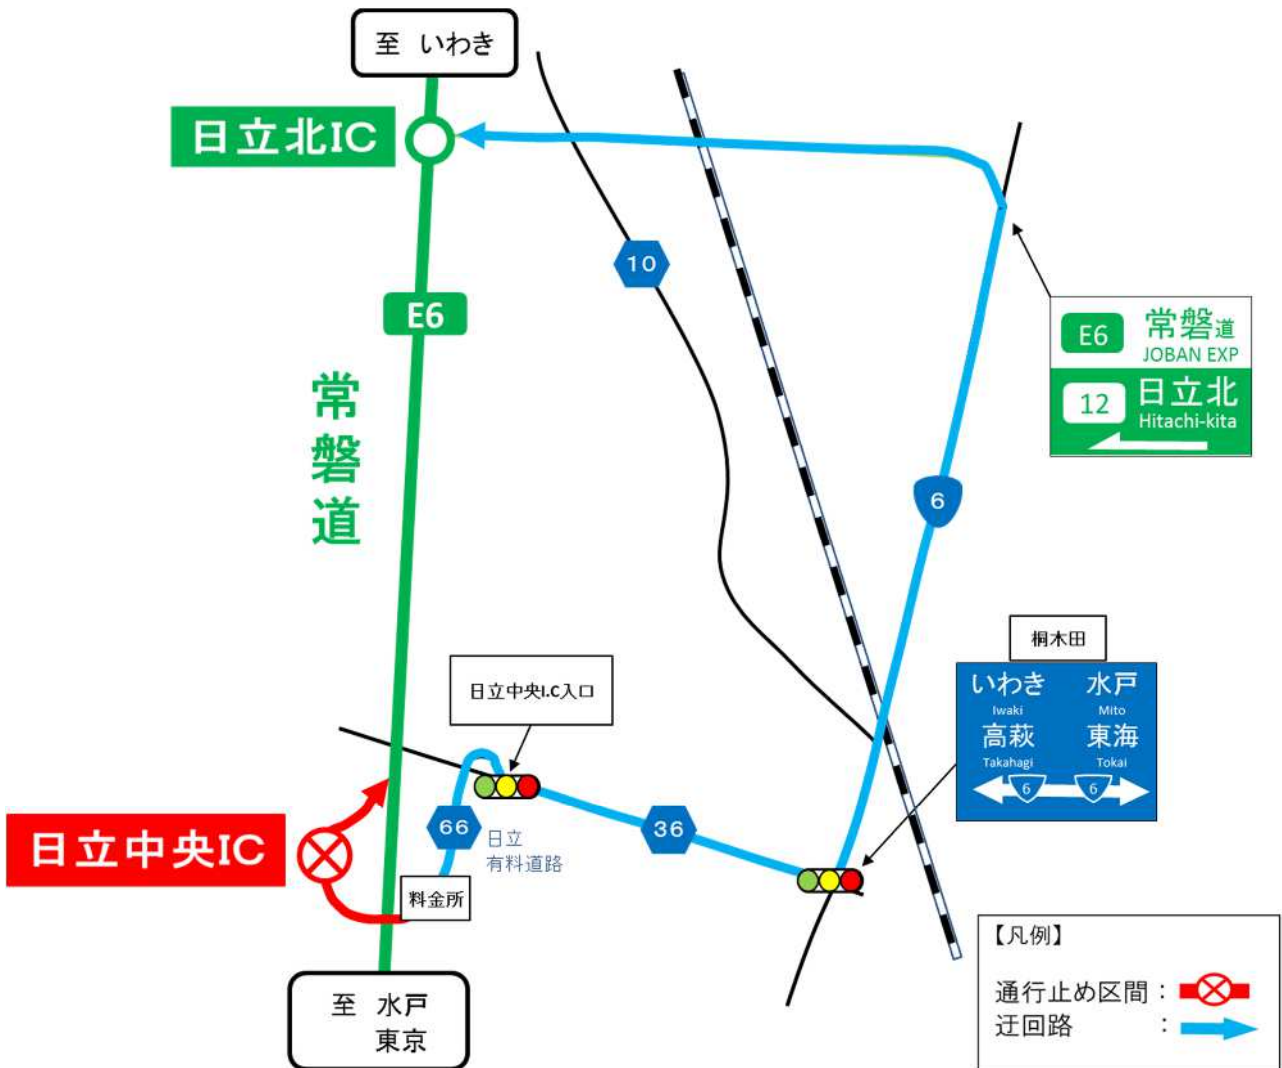 至 いわき
日立北IC
10
E6
E6 常磐道
JOBAN EXP
12 日立北
Hitachi-kita
常磐道
6
桐木田
いわき 水戸
Iwaki Mito
高萩 東海
Takahagi Tokai
6 6
日立中央I.C入口
66
36
日立
有料道路
日立中央IC
料金所
至 水戸
東京
【凡例】
通行止め区間：
迂回路 ：